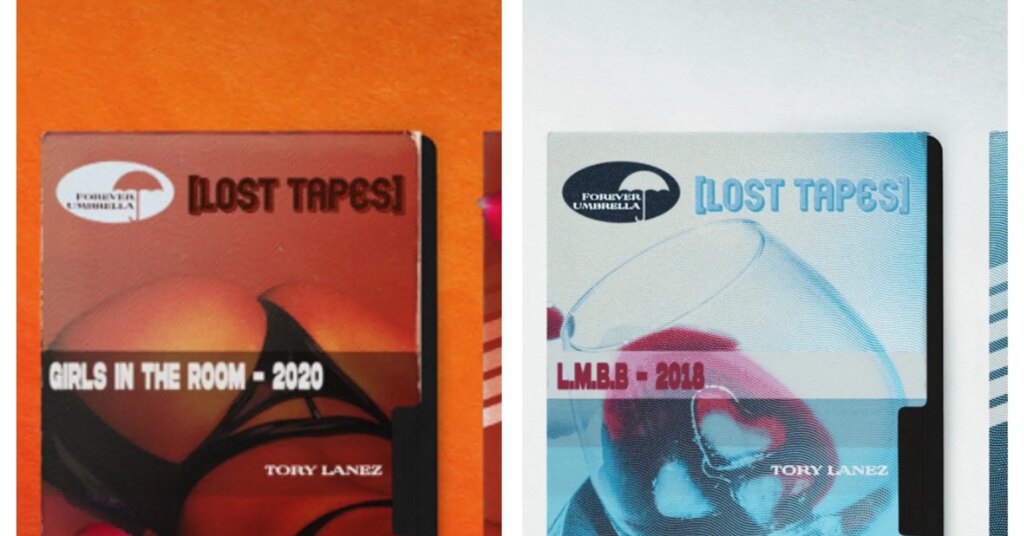 FOREVER
UMBRELLA
[LOST TAPES]
GIRLS IN THE ROOM - 2020
TORY LANEZ
FOREVER
UMBRELLA
[LOST TAPES]
L.M.B.B - 2018
TORY LANEZ